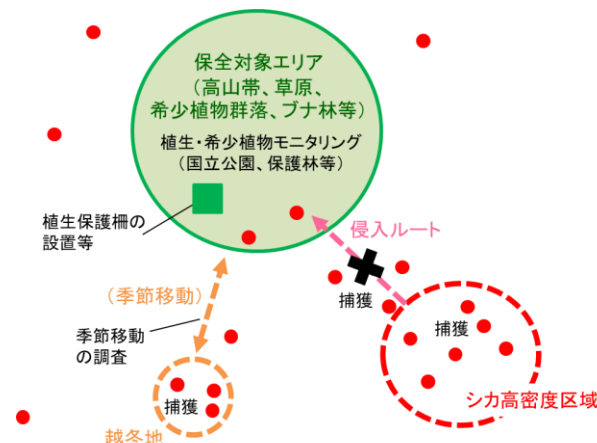 保全対象エリア
（高山帯、草原、
希少植物群落、ブナ林等）
植生・希少植物モニタリング
（国立公園、保護林等）
植生保護柵の
設置等
侵入ルート
（季節移動）
捕獲
季節移動
の調査
捕獲
捕獲
シカ高密度区域
越冬地